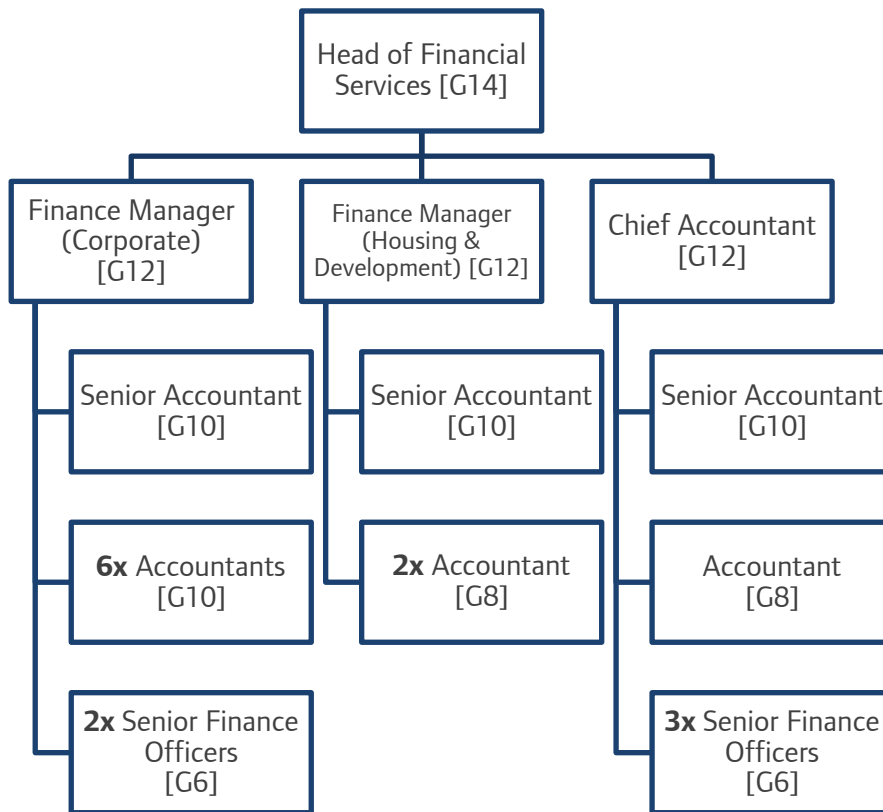 Head of Financial
Services [G14]
Finance Manager
(Corporate)
[G12]
Finance Manager
(Housing &
Development) [G12]
Chief Accountant
[G12]
Senior Accountant
[G10]
Senior Accountant
[G10]
Senior Accountant
[G10]
6x Accountants
[G10]
2x Accountant
[G8]
Accountant
[G8]
2x Senior Finance
Officers
[G6]
3x Senior Finance
Officers
[G6]